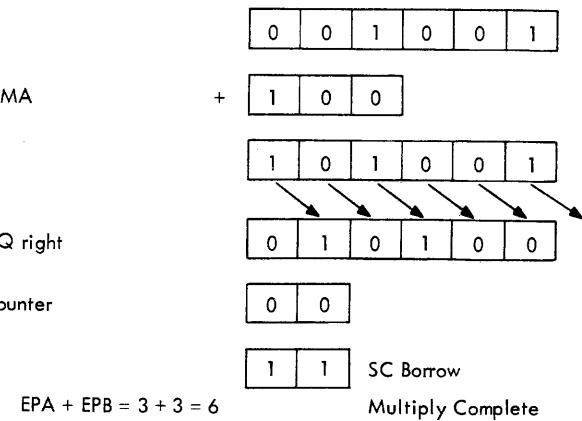 0 0 1 0 0 1
MA + 1 0 0
1 0 1 0 0 1
Q right 0 1 0 1 0 0
ounter 0 0
1 1 SC Borrow
EPA + EPB = 3 + 3 = 6 Multiply Complete